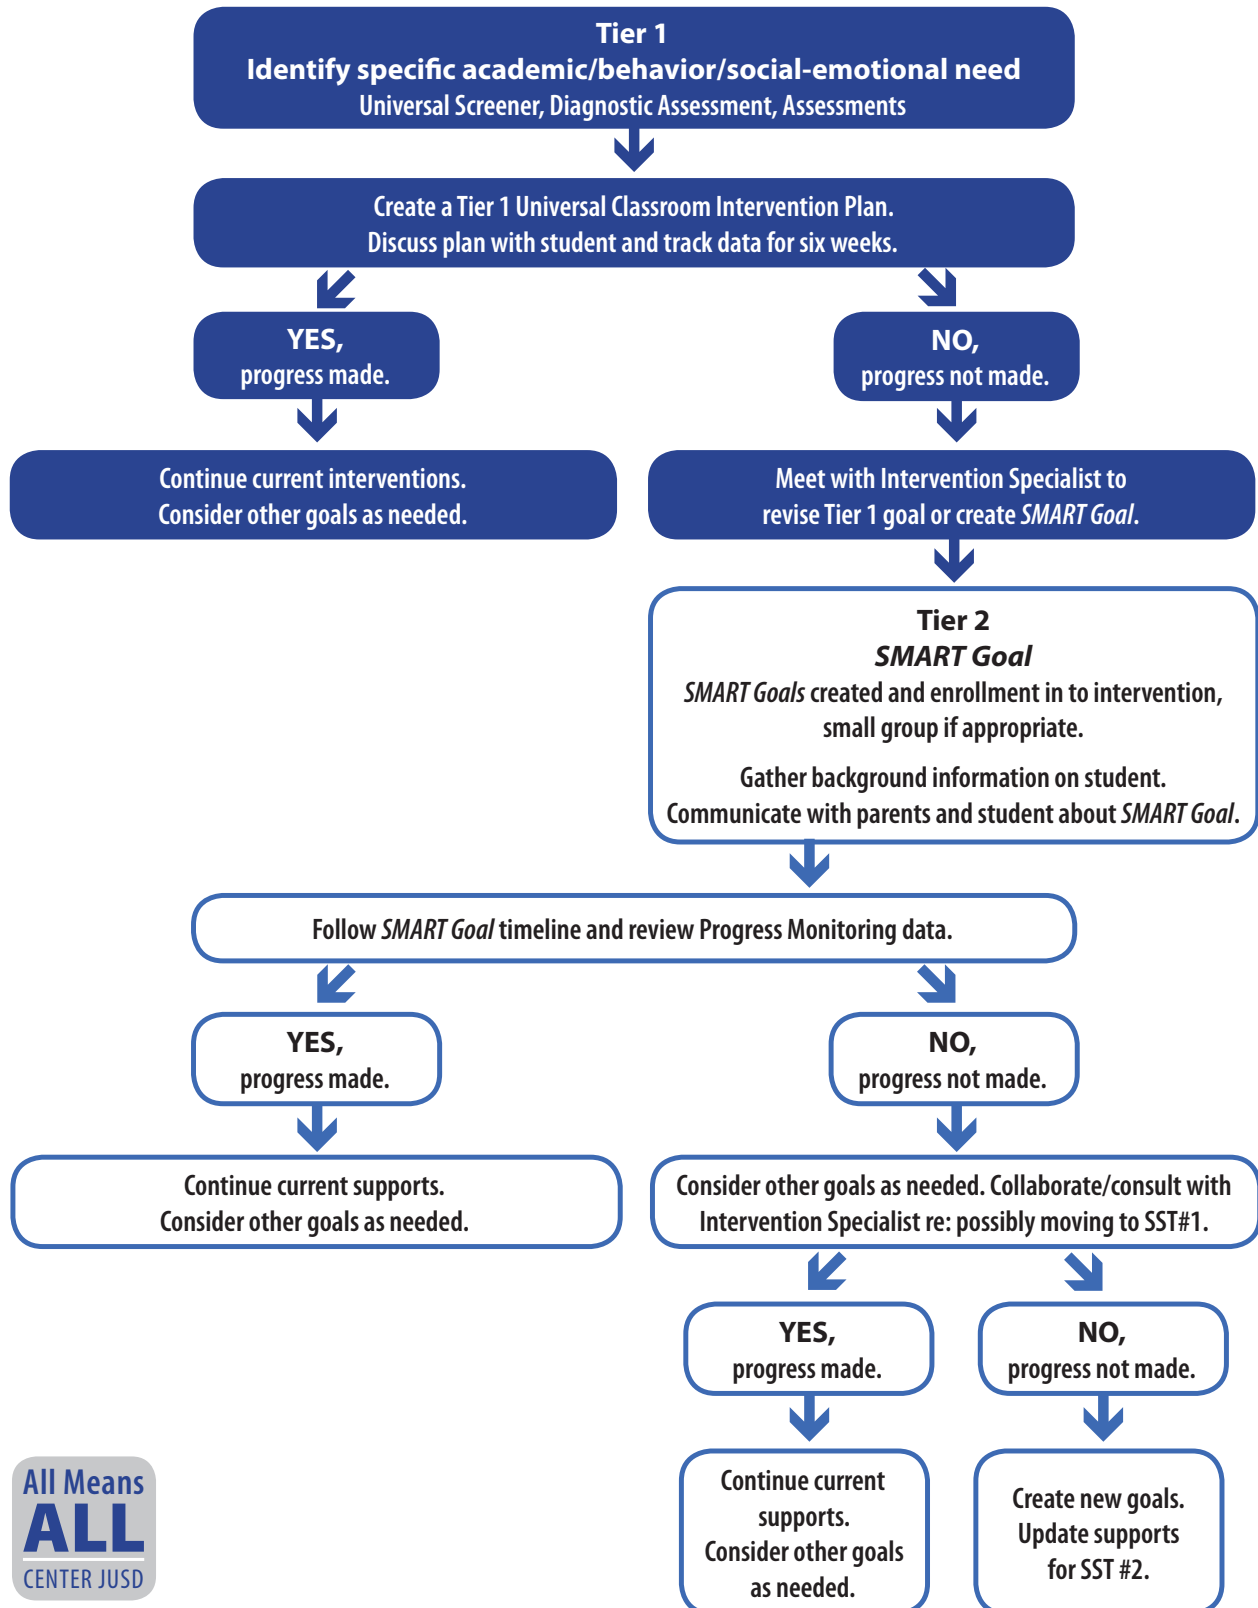 Tier 1
Identify specific academic/behavior/social-emotional need
Universal Screener, Diagnostic Assessment, Assessments
Create a Tier 1 Universal Classroom Intervention Plan.
Discuss plan with student and track data for six weeks.
YES,
progress made.
NO,
progress not made.
Continue current interventions.
Consider other goals as needed.
Meet with Intervention Specialist to
revise Tier 1 goal or create SMART Goal.
Tier 2
SMART Goal
SMART Goals created and enrollment in to intervention,
small group if appropriate.
Gather background information on student.
Communicate with parents and student about SMART Goal.
Follow SMART Goal timeline and review Progress Monitoring data.
YES,
progress made.
NO,
progress not made.
Continue current supports.
Consider other goals as needed.
Consider other goals as needed. Collaborate/consult with
Intervention Specialist re: possibly moving to SST#1.
YES,
progress made.
NO,
progress not made.
Continue current
supports.
Consider other goals
as needed.
Create new goals.
Update supports
for SST #2.
All Means
ALL
CENTER JUSD